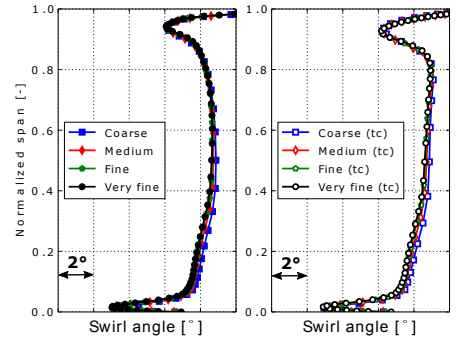 1.0
0.8
0.6
0.4
0.2
0.0
Normalized span [-]
Coarse
Medium
Fine
Very fine
2°
Swirl angle [°]
1.0
0.8
0.6
0.4
0.2
0.0
Coarse (tc)
Medium (tc)
Fine (tc)
Very fine (tc)
2°
Swirl angle [°]